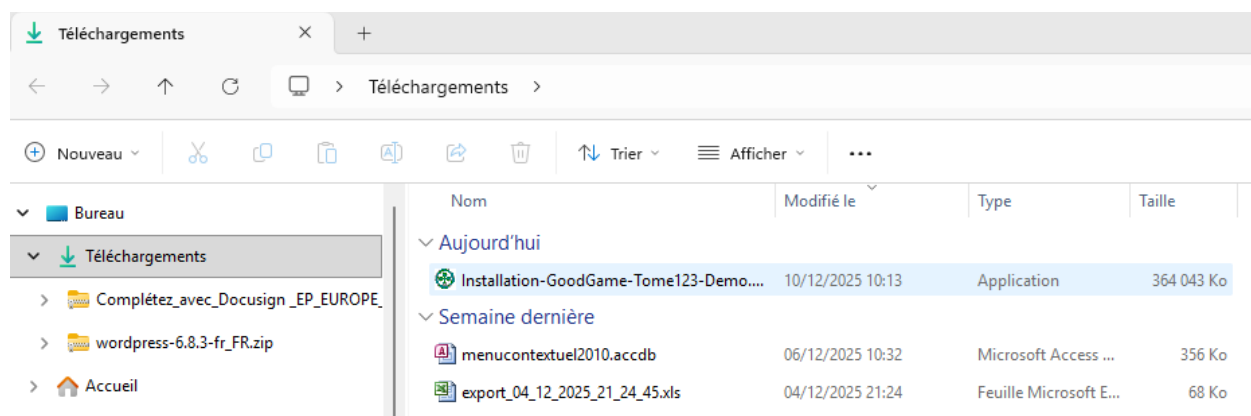 Téléchargements
Téléchargements
Nouveau Trier Afficher
Nom Modifié le Type Taille
Bureau
Téléchargements
Complétez_avec_Docusign _EP_EUROPE_
wordpress-6.8.3-fr_FR.zip
Accueil
Aujourd'hui
Installation-GoodGame-Tome123-Demo.... 10/12/2025 10:13 Application 364 043 Ko
Semaine dernière
menucontextuel2010.accdb 06/12/2025 10:32 Microsoft Access ... 356 Ko
export_04_12_2025_21_24_45.xls 04/12/2025 21:24 Feuille Microsoft E... 68 Ko